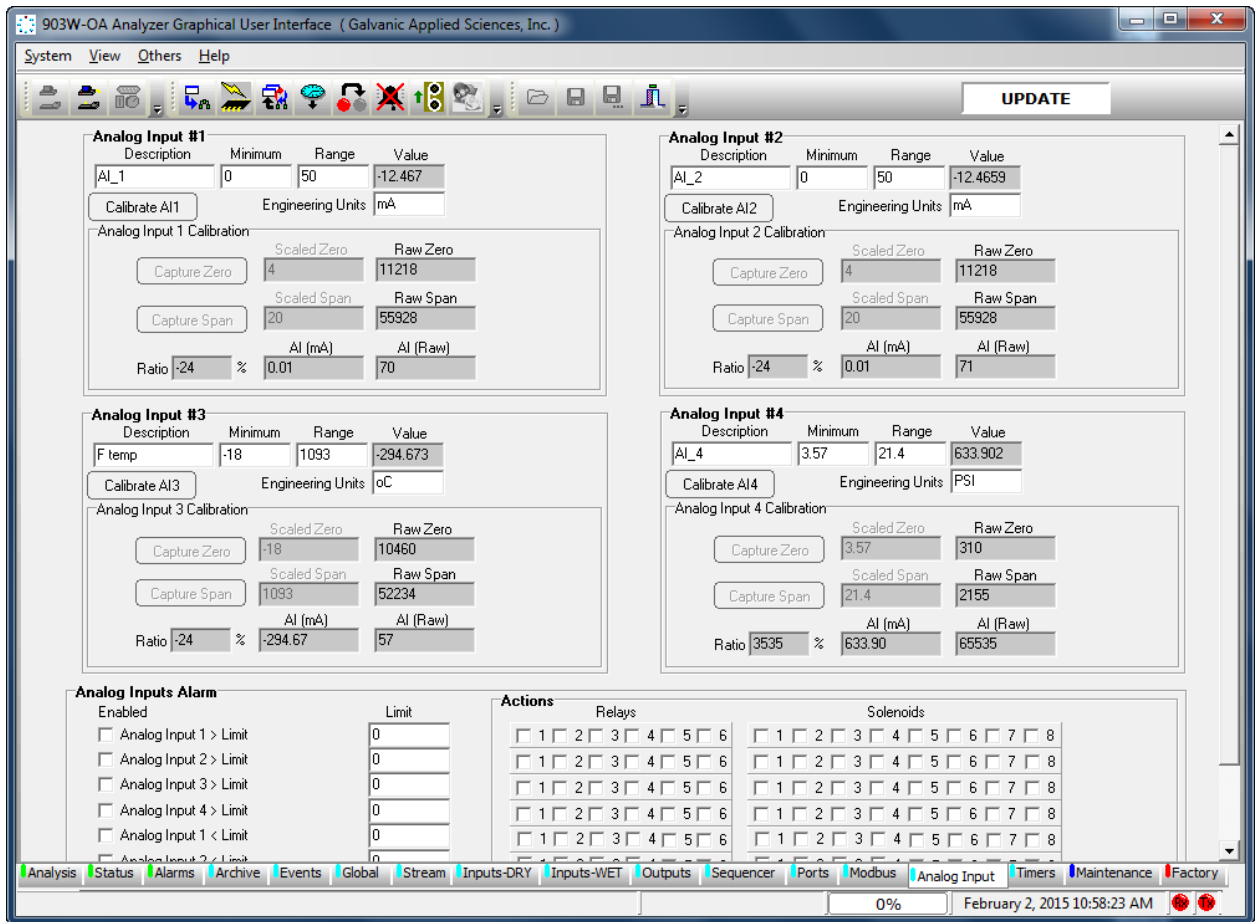 903W-OA Analyzer Graphical User Interface ( Galvanic Applied Sciences, Inc. )
System View Others Help
UPDATE
Analog Input #1
Description Minimum Range Value
AI_1 0 50 -12.467
Calibrate AI1 Engineering Units mA
Analog Input 1 Calibration
Scaled Zero Raw Zero
Capture Zero 4 11218
Scaled Span Raw Span
Capture Span 20 55928
AI (mA) AI (Raw)
Ratio -24 % 0.01 70
Analog Input #2
Description Minimum Range Value
AI_2 0 50 -12.4659
Calibrate AI2 Engineering Units mA
Analog Input 2 Calibration
Scaled Zero Raw Zero
Capture Zero 4 11218
Scaled Span Raw Span
Capture Span 20 55928
AI (mA) AI (Raw)
Ratio -24 % 0.01 71
Analog Input #3
Description Minimum Range Value
F temp -18 1093 -294.673
Calibrate AI3 Engineering Units oC
Analog Input 3 Calibration
Scaled Zero Raw Zero
Capture Zero -18 10460
Scaled Span Raw Span
Capture Span 1093 52234
AI (mA) AI (Raw)
Ratio -24 % -294.67 57
Analog Input #4
Description Minimum Range Value
AI_4 3.57 21.4 633.902
Calibrate AI4 Engineering Units PSI
Analog Input 4 Calibration
Scaled Zero Raw Zero
Capture Zero 3.57 310
Scaled Span Raw Span
Capture Span 21.4 2155
AI (mA) AI (Raw)
Ratio 3535 % 633.90 65535
Analog Inputs Alarm
Enabled Limit
Actions
Relays Solenoids
Analog Input 1 > Limit 0 1 2 3 4 5 6 1 2 3 4 5 6 7 8
Analog Input 2 > Limit 0 1 2 3 4 5 6 1 2 3 4 5 6 7 8
Analog Input 3 > Limit 0 1 2 3 4 5 6 1 2 3 4 5 6 7 8
Analog Input 4 > Limit 0 1 2 3 4 5 6 1 2 3 4 5 6 7 8
Analog Input 1 < Limit 0 1 2 3 4 5 6 1 2 3 4 5 6 7 8
Analog Input 2 < Limit 0
Analysis Status Alarms Archive Events Global Stream Inputs-DRY Inputs-WET Outputs Sequencer Ports Modbus Analog Input Timers Maintenance Factory
0% February 2, 2015 10:58:23 AM Rx Tx